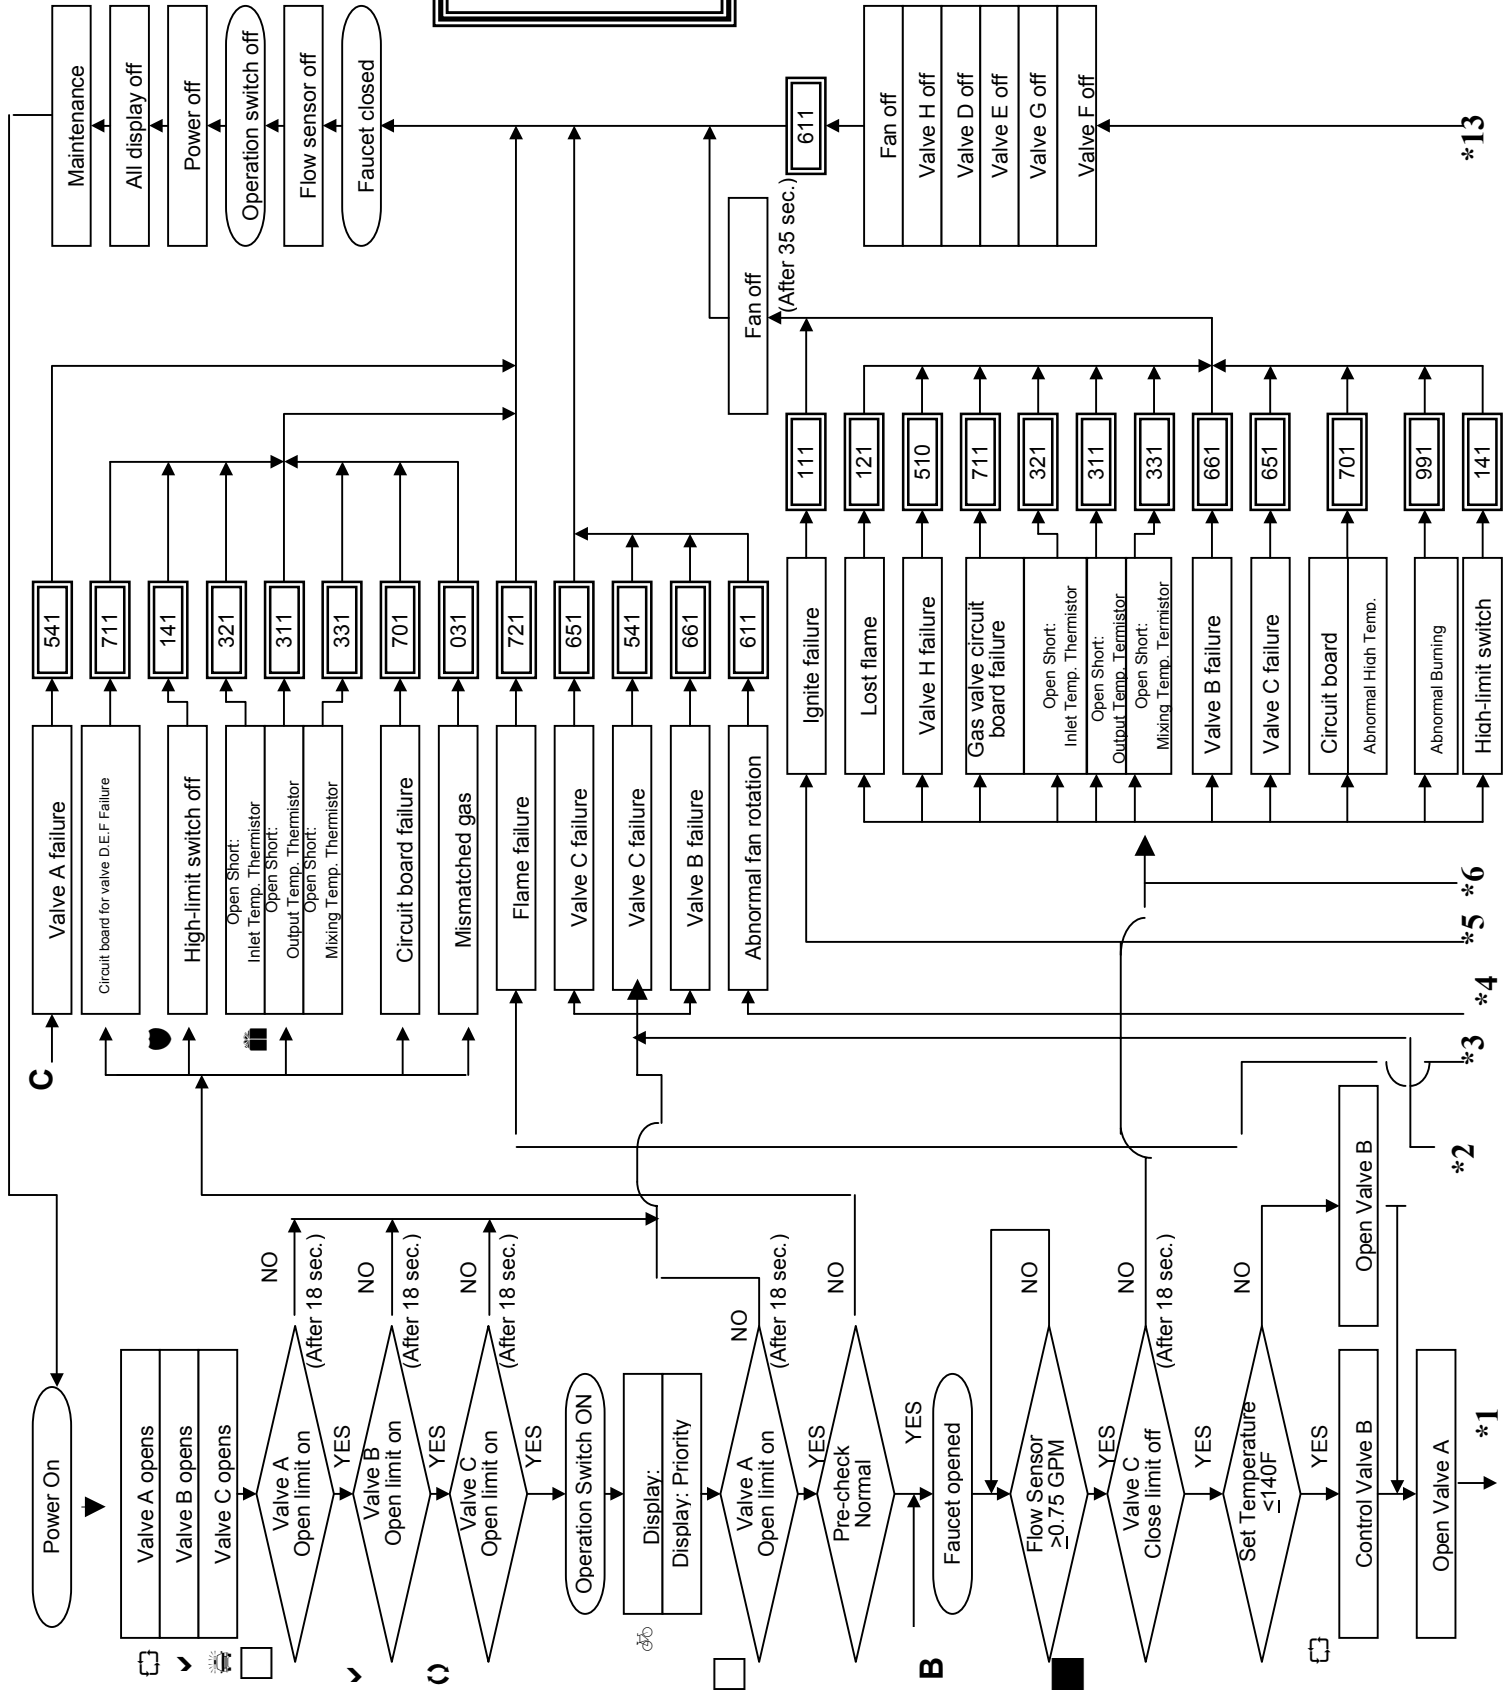 Power On
Valve A opens
Valve B opens
Valve C opens
Valve A
Open limit on
NO
(After 18 sec.)
YES
Valve B
Open limit on
NO
(After 18 sec.)
YES
Valve C
Open limit on
NO
(After 18 sec.)
YES
Operation Switch ON
Display:
Display: Priority
Valve A
Open limit on
NO
(After 18 sec.)
YES
Pre-check
Normal
NO
YES
B
Faucet opened
Flow Sensor
≥0.75 GPM
NO
YES
Valve C
Close limit off
NO
(After 18 sec.)
YES
Set Temperature
≤140F
NO
YES
Control Valve B
Open Valve B
Open Valve A
*1
*2
*3
*4
*5
*6
*13
C
Valve A failure
541
Circuit board for valve D.E.F Failure
711
High-limit switch off
141
Open Short:
Inlet Temp. Thermistor
321
Open Short:
Output Temp. Thermistor
311
Open Short:
Mixing Temp. Thermistor
331
Circuit board failure
701
Mismatched gas
031
Flame failure
721
Valve C failure
651
Valve C failure
541
Valve B failure
661
Abnormal fan rotation
611
Ignite failure
111
Lost flame
121
Valve H failure
510
Gas valve circuit
board failure
711
Open Short:
Inlet Temp. Thermistor
321
Open Short:
Output Temp. Termistor
311
Open Short:
Mixing Temp. Termistor
331
Valve B failure
661
Valve C failure
651
Circuit board
Abnormal High Temp.
701
Abnormal Burning
991
High-limit switch
141
Maintenance
All display off
Power off
Operation switch off
Flow sensor off
Faucet closed
Fan off
(After 35 sec.)
611
Fan off
Valve H off
Valve D off
Valve E off
Valve G off
Valve F off